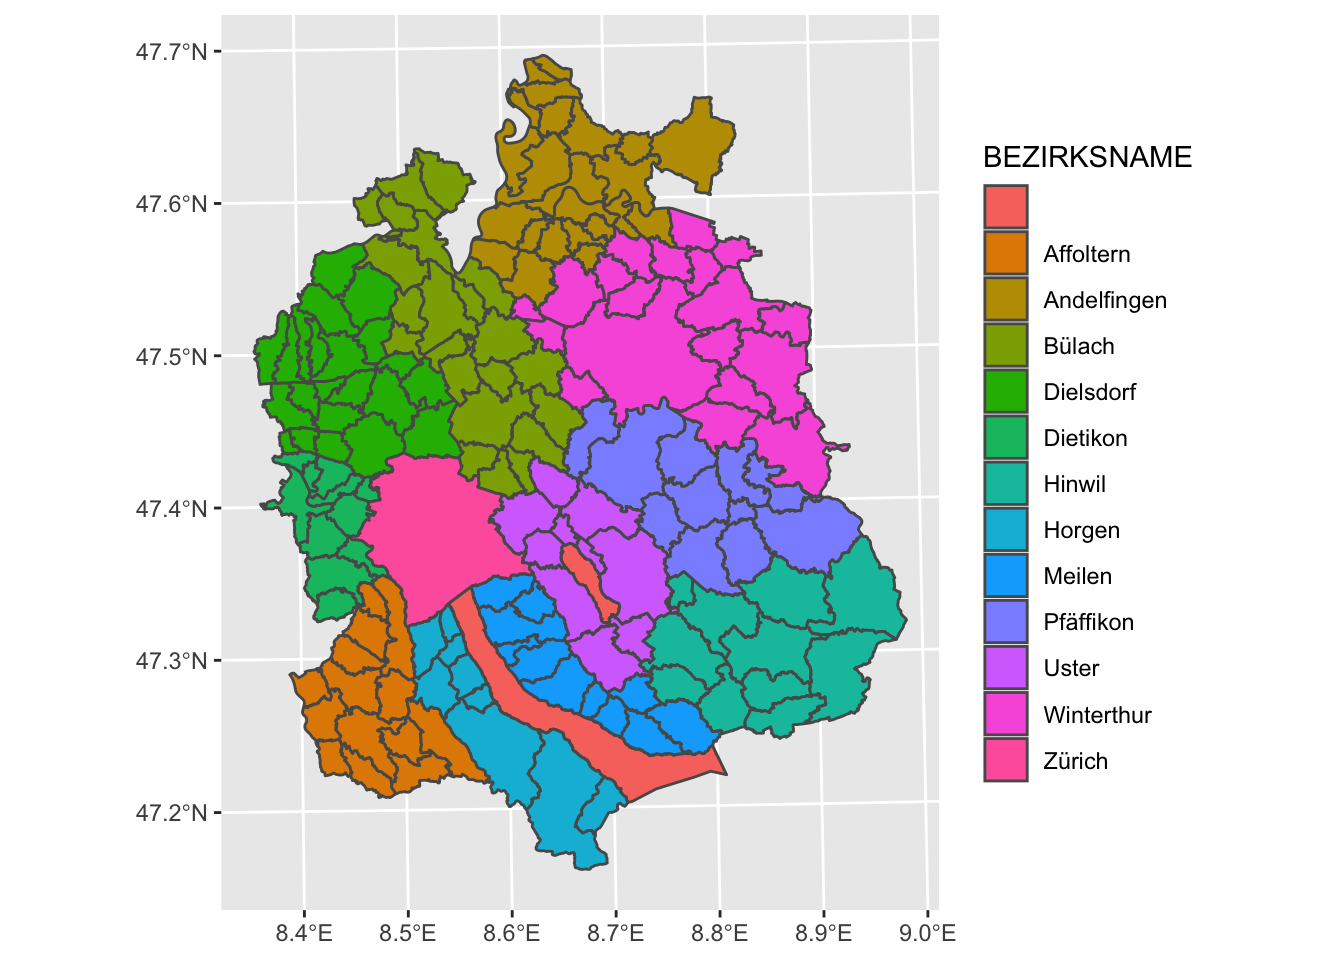 47.7°N
47.6°N
47.5°N
47.4°N
47.3°N
47.2°N
8.4°E 8.5°E 8.6°E 8.7°E 8.8°E 8.9°E 9.0°E
BEZIRKSNAME
Affoltern
Andelfingen
Bülach
Dielsdorf
Dietikon
Hinwil
Horgen
Meilen
Pfäffikon
Uster
Winterthur
Zürich